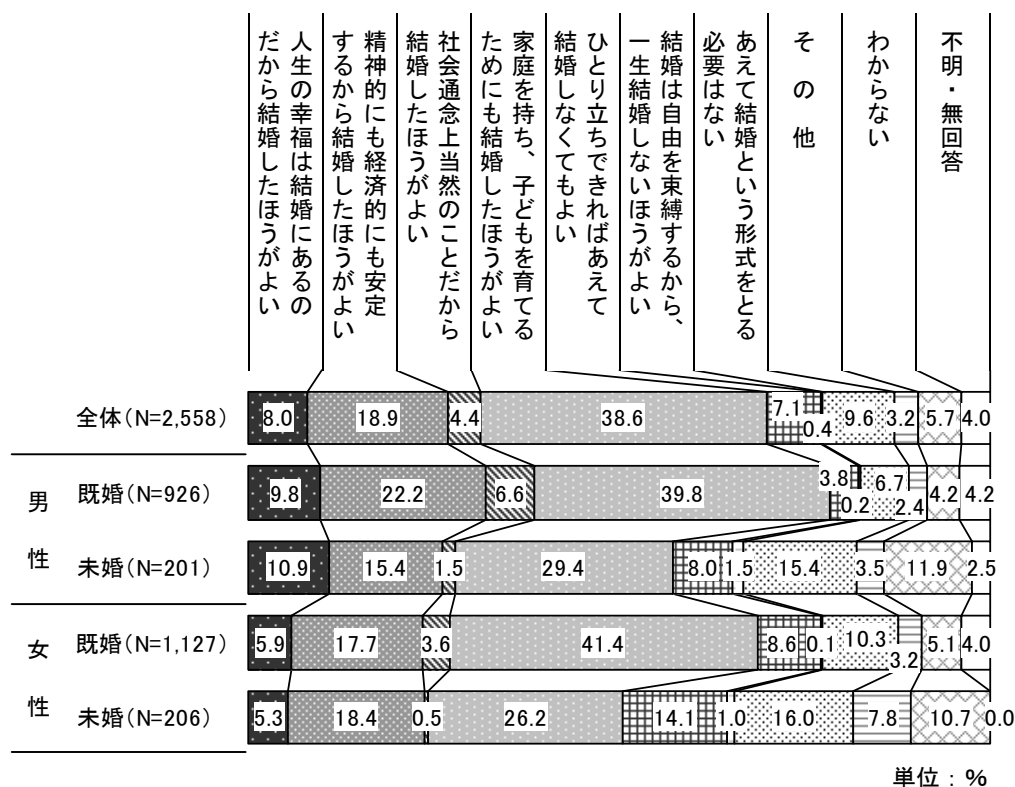 人生の幸福は結婚にあるの
だから結婚したほうがよい
精神的にも経済的にも安定
するから結婚したほうがよい
社会通念上当然のことだから
結婚したほうがよい
家庭を持ち、子どもを育てる
ためにも結婚したほうがよい
ひとり立ちできればあえて
結婚しなくてもよい
結婚は自由を束縛するから、
一生結婚しないほうがよい
あえて結婚という形式をとる
必要はない
その他
わからない
不明・無回答
全体(N=2,558) 8.0 18.9 4.4 38.6 7.1 0.4 9.6 3.2 5.7 4.0
男性
既婚(N=926) 9.8 22.2 6.6 39.8 3.8 0.2 6.7 2.4 4.2 4.2
未婚(N=201) 10.9 15.4 1.5 29.4 8.0 1.5 15.4 3.5 11.9 2.5
女性
既婚(N=1,127) 5.9 17.7 3.6 41.4 8.6 0.1 10.3 3.2 5.1 4.0
未婚(N=206) 5.3 18.4 0.5 26.2 14.1 1.0 16.0 7.8 10.7 0.0
単位:%